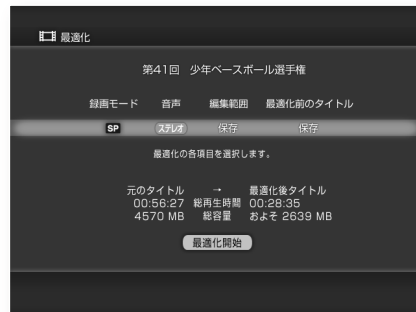 最適化
第41回 少年ベースボール選手権
録画モード 音声 編集範囲 最適化前のタイトル
SP ステレオ 保存 保存
最適化の各項目を選択します。
元のタイトル → 最適化後タイトル
00:56:27 総再生時間 00:28:35
4570 MB 総容量 およそ 2639 MB
最適化開始